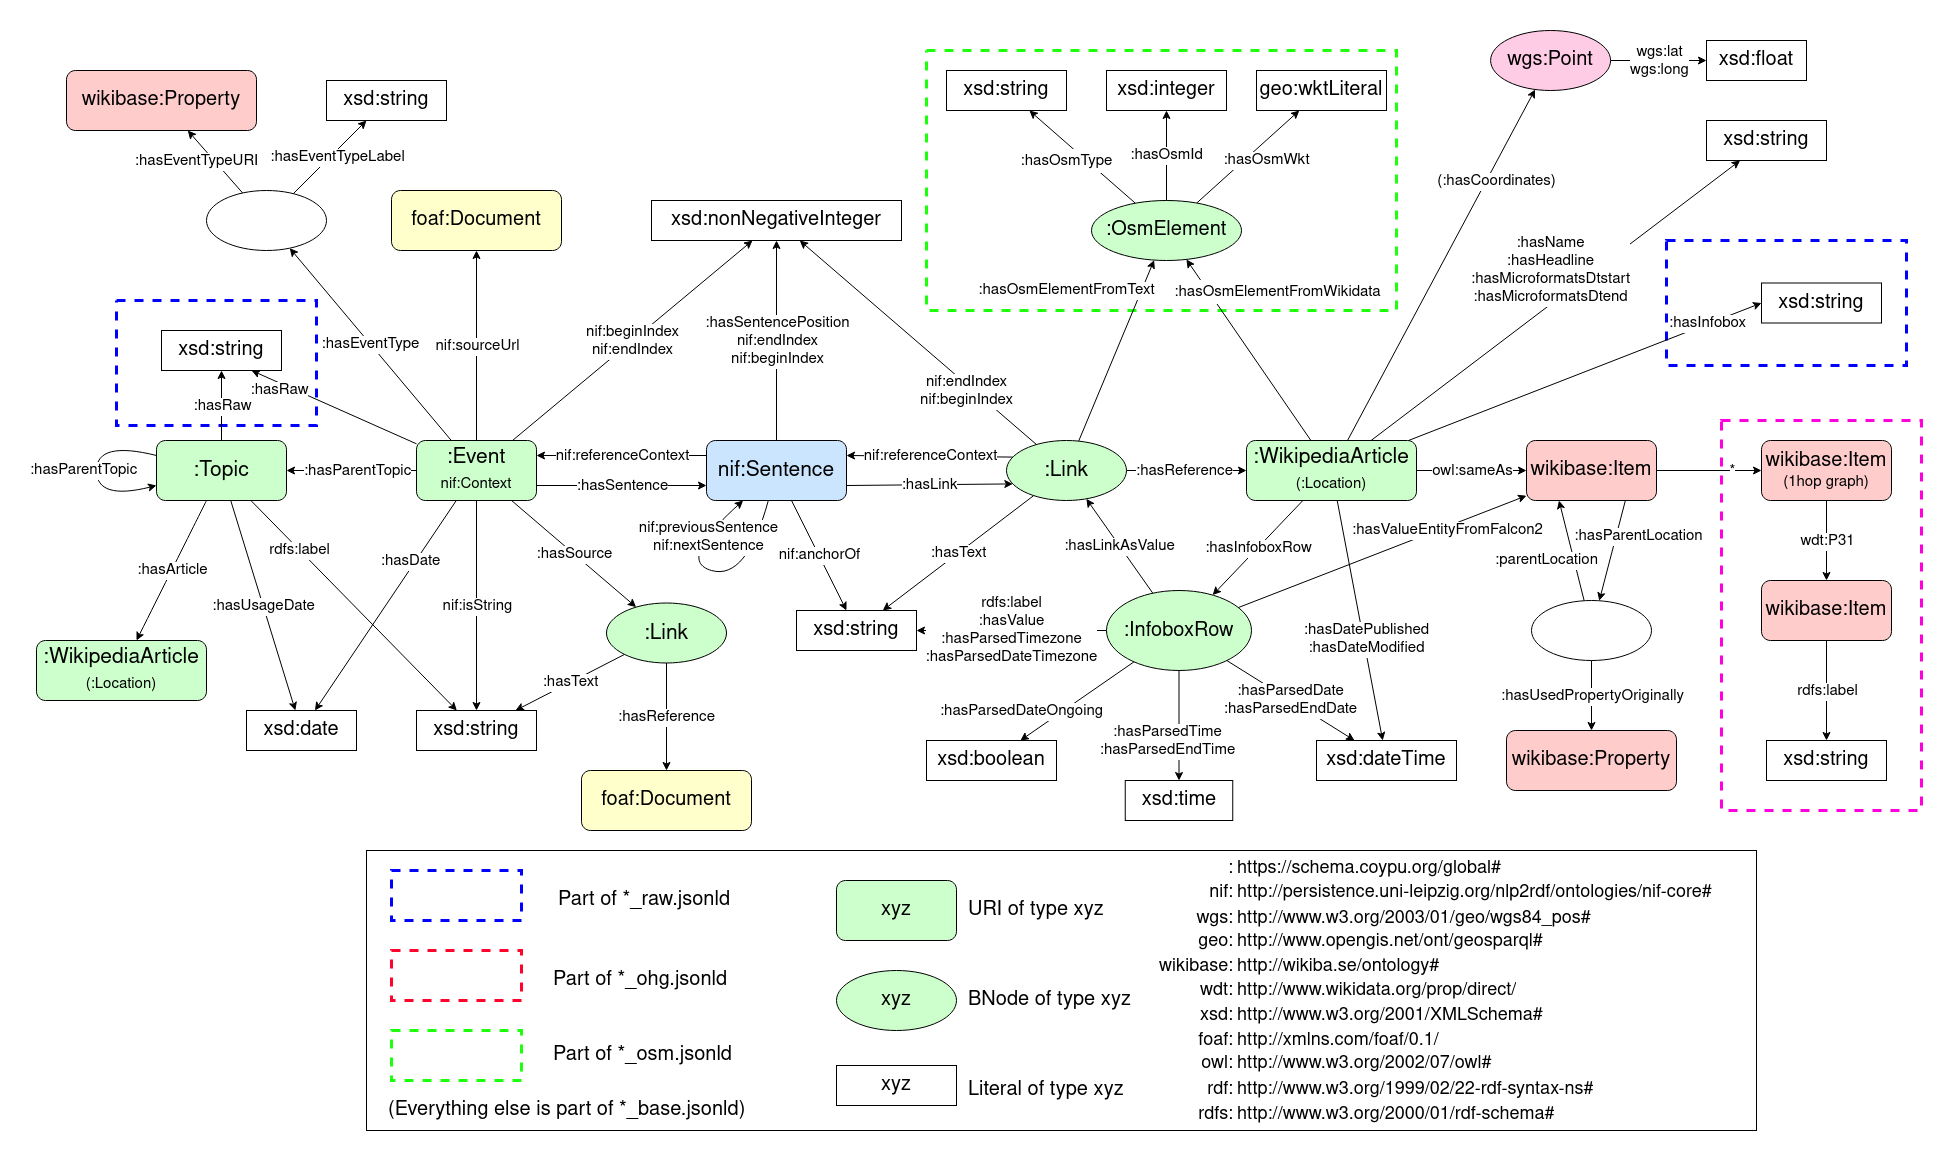 wikibase:Property
xsd:string
:hasEventTypeURI
:hasEventTypeLabel
foaf:Document
xsd:nonNegativeInteger
xsd:string
xsd:integer
geo:wktLiteral
:hasOsmType
:hasOsmId
:hasOsmWkt
:OsmElement
:hasOsmElementFromText
:hasOsmElementFromWikidata
wgs:Point
wgs:lat
wgs:long
xsd:float
xsd:string
(:hasCoordinates)
:hasName
:hasHeadline
:hasMicroformatsDtstart
:hasMicroformatsDtend
xsd:string
:hasInfobox
xsd:string
:hasRaw
:hasRaw
:hasEventType
nif:sourceUrl
nif:beginIndex
nif:endIndex
:hasSentencePosition
nif:endIndex
nif:beginIndex
nif:endIndex
nif:beginIndex
:hasParentTopic
:Topic
:hasParentTopic
:Event
nif:Context
nif:referenceContext
:hasSentence
nif:Sentence
nif:referenceContext
:hasLink
:Link
:hasReference
:WikipediaArticle
(:Location)
owl:sameAs
wikibase:Item
*
wikibase:Item
(1hop graph)
wdt:P31
wikibase:Item
rdfs:label
xsd:string
nif:previousSentence
nif:nextSentence
nif:anchorOf
:hasText
:hasLinkAsValue
:hasInfoboxRow
:hasValueEntityFromFalcon2
:hasParentLocation
:parentLocation
rdfs:label
:hasArticle
:hasUsageDate
:hasDate
nif:isString
:hasSource
:Link
xsd:string
rdfs:label
:hasValue
:hasParsedTimezone
:hasParsedDateTimezone
:InfoboxRow
:hasDatePublished
:hasDateModified
:WikipediaArticle
(:Location)
:hasText
:hasReference
:hasParsedDateOngoing
:hasParsedTime
:hasParsedEndTime
:hasParsedDate
:hasParsedEndDate
:hasUsedPropertyOriginally
xsd:date
xsd:string
foaf:Document
xsd:boolean
xsd:time
xsd:dateTime
wikibase:Property
Part of *_raw.jsonld
Part of *_ohg.jsonld
Part of *_osm.jsonld
(Everything else is part of *_base.jsonld)
xyz
URI of type xyz
xyz
BNode of type xyz
xyz
Literal of type xyz
: https://schema.coypu.org/global#
nif: http://persistence.uni-leipzig.org/nlp2rdf/ontologies/nif-core#
wgs: http://www.w3.org/2003/01/geo/wgs84_pos#
geo: http://www.opengis.net/ont/geosparql#
wikibase: http://wikiba.se/ontology#
wdt: http://www.wikidata.org/prop/direct/
xsd: http://www.w3.org/2001/XMLSchema#
foaf: http://xmlns.com/foaf/0.1/
owl: http://www.w3.org/2002/07/owl#
rdf: http://www.w3.org/1999/02/22-rdf-syntax-ns#
rdfs: http://www.w3.org/2000/01/rdf-schema#